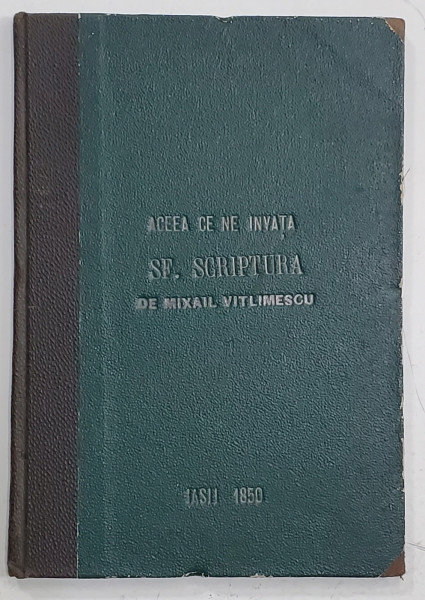 ACEEA CE NE INVAȚA
SF. SCRIPTURA
DE MIXAIL VITLIMESCU
IASII 1850